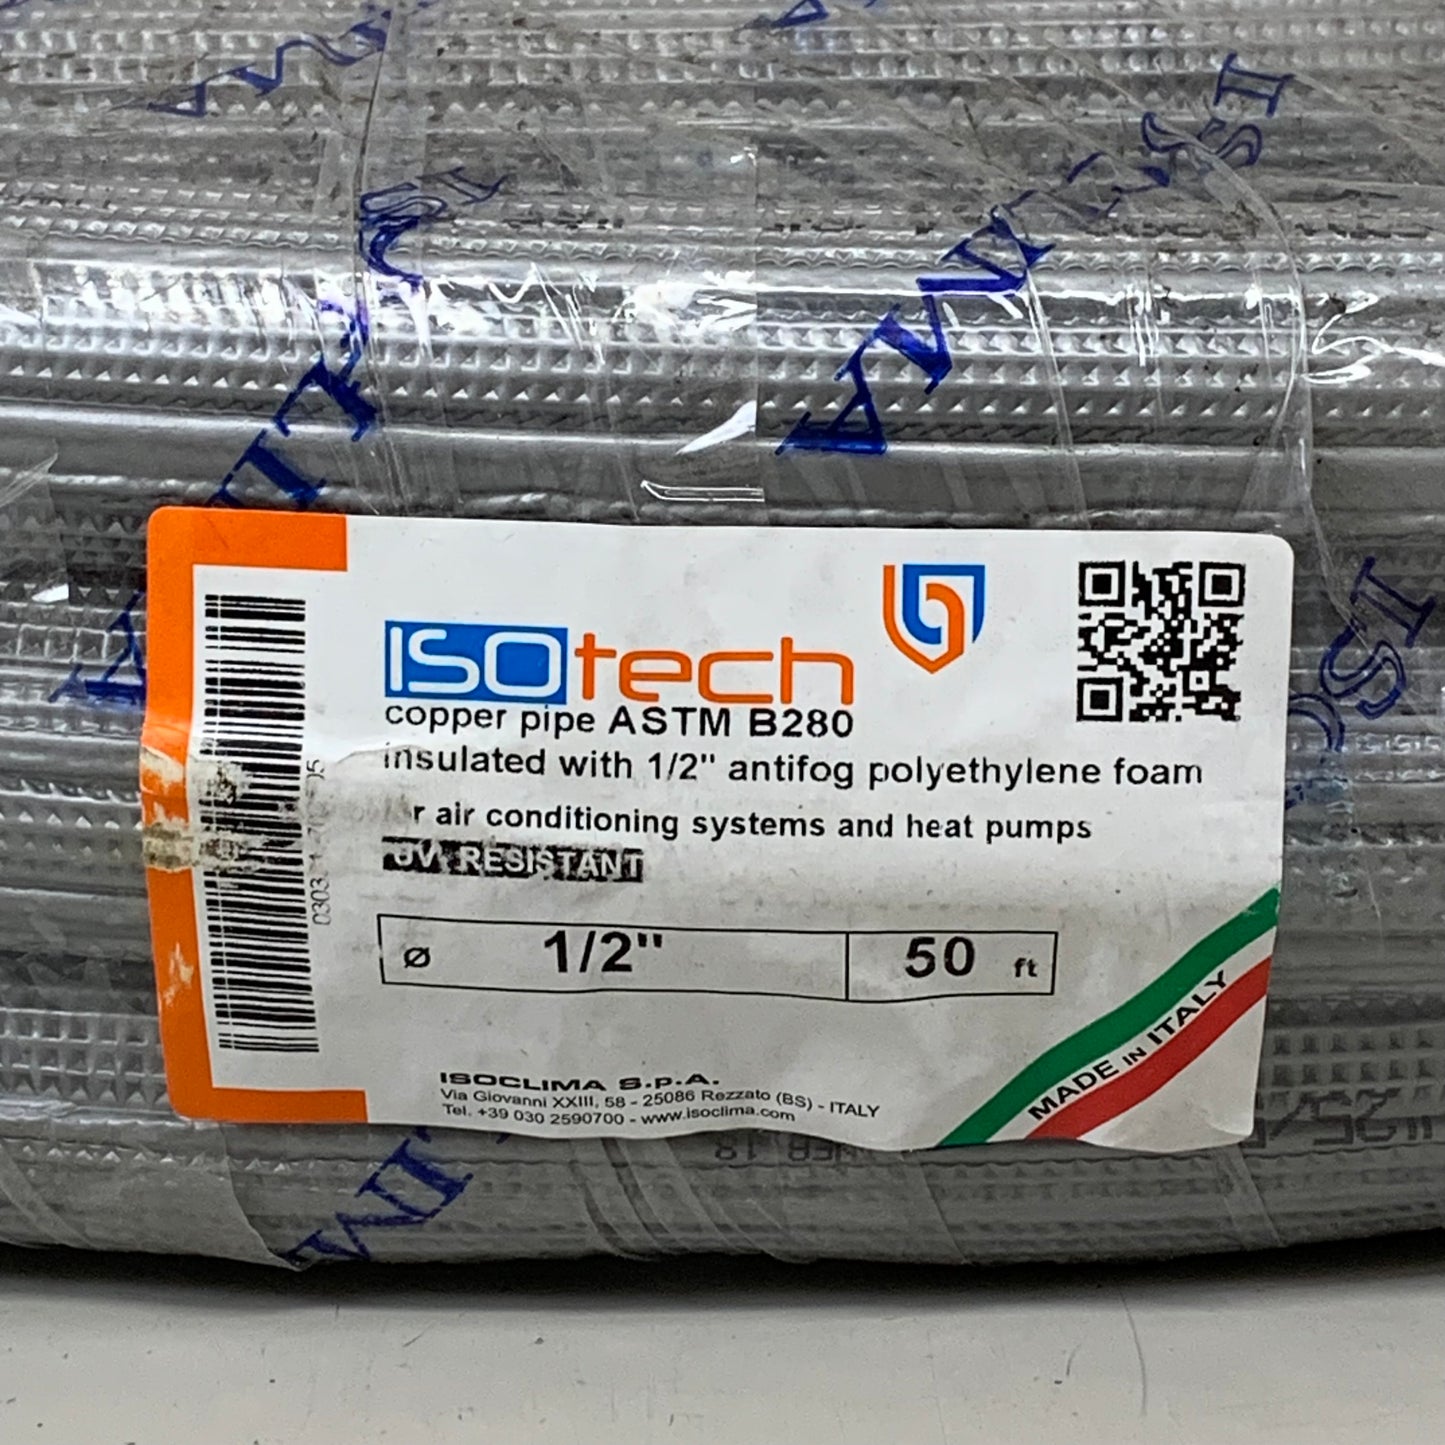 ISOtech
copper pipe ASTM B280
insulated with 1/2" antifog polyethylene foam
air conditioning systems and heat pumps
UV RESISTANT
Ø 1/2" 50 ft
MADE IN ITALY
ISOCLIMA S.p.A.
Via Giovanni XXIII, 58 - 25086 Rezzato (BS) - ITALY
Tel. +39 030 2590700 - www.isoclima.com